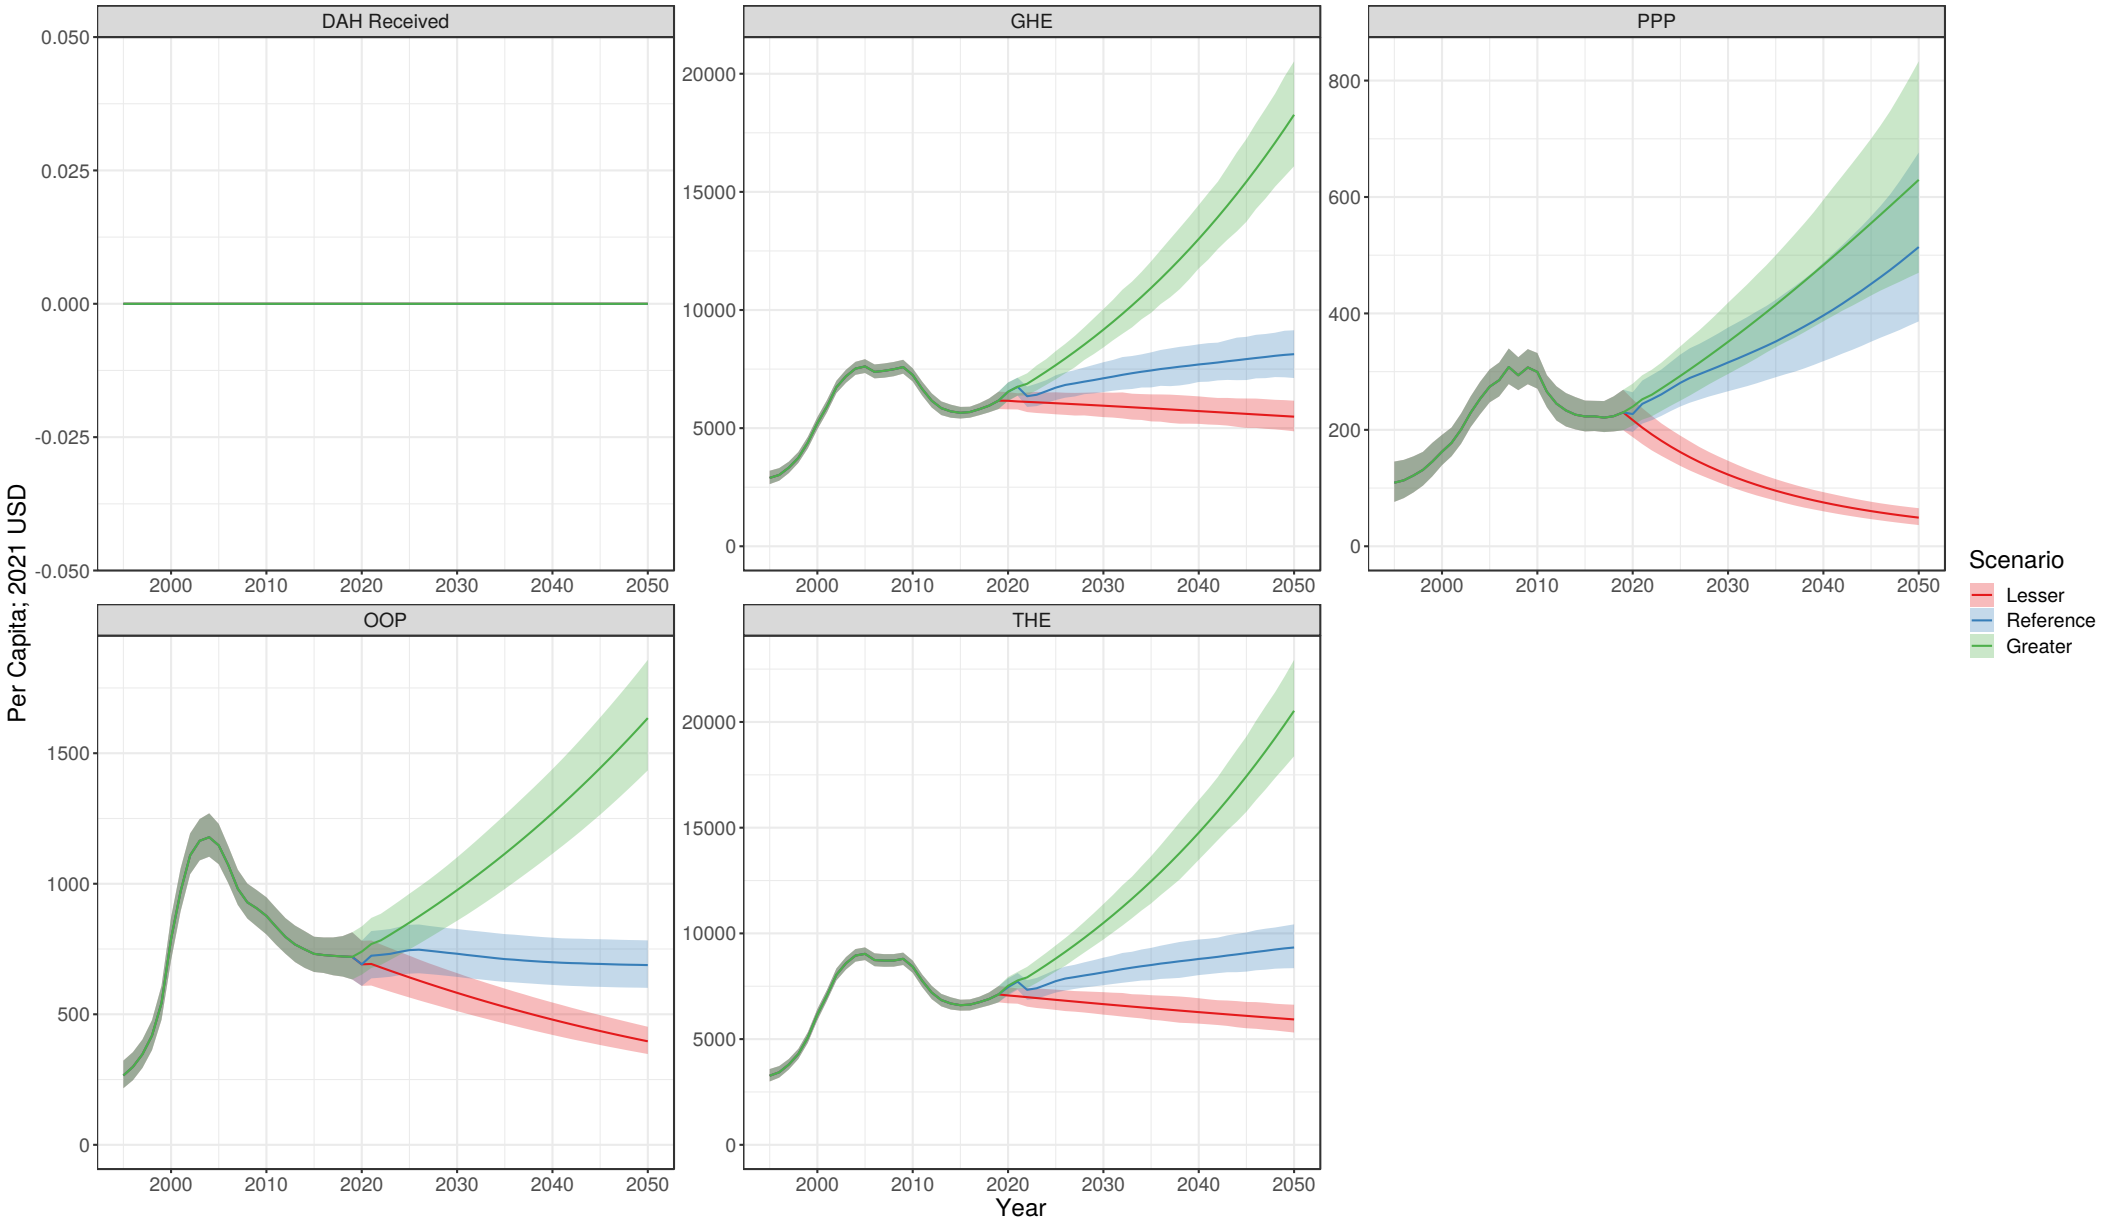 DAH Received
GHE
PPP
0.050
0.025
0.000
-0.025
-0.050
2000 2010 2020 2030 2040 2050
20000
15000
10000
5000
0
2000 2010 2020 2030 2040 2050
800
600
400
200
0
2000 2010 2020 2030 2040 2050
Per Capita; 2021 USD
OOP
THE
1500
1000
500
0
2000 2010 2020 2030 2040 2050
20000
15000
10000
5000
0
2000 2010 2020 2030 2040 2050
Year
Scenario
Lesser
Reference
Greater